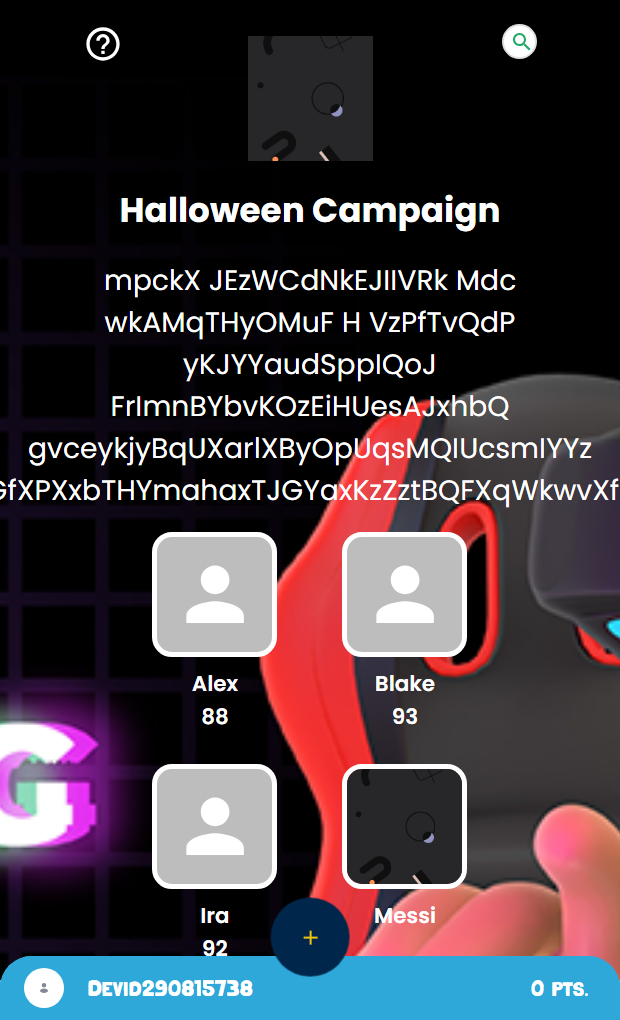 Halloween Campaign
mpckX JEzWCdNkEJIIVRk Mdc
wkAMqTHyOMuF H VzPfTvQdP
yKJYYaudSppIQoJ
FrImnBYbvKOzEiHUesAJxhbQ
gvceykjyBqUXarlXByOpUqsMQIUcsmIYYz
GfXPXxbTHYmahaxTJGYaxKzZztBQFXqWkwvXf
Alex
Blake
88
93
G
Ira
Messi
92
+
Devid290815738
0 PTS.